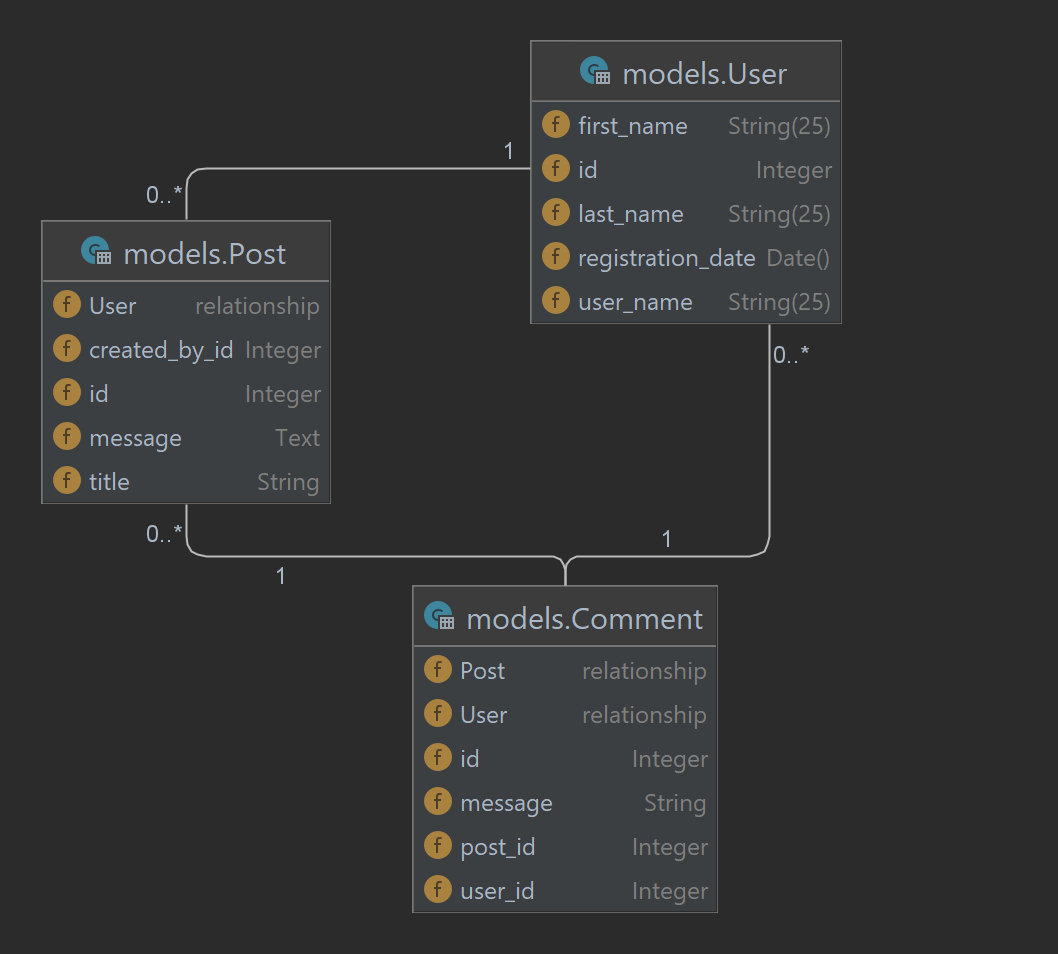 models.User
first_name String(25)
id Integer
last_name String(25)
registration_date Date()
user_name String(25)
1
0..*
models.Post
User relationship
created_by_id Integer
id Integer
message Text
title String
0..*
0..*
1
1
models.Comment
Post relationship
User relationship
id Integer
message String
post_id Integer
user_id Integer